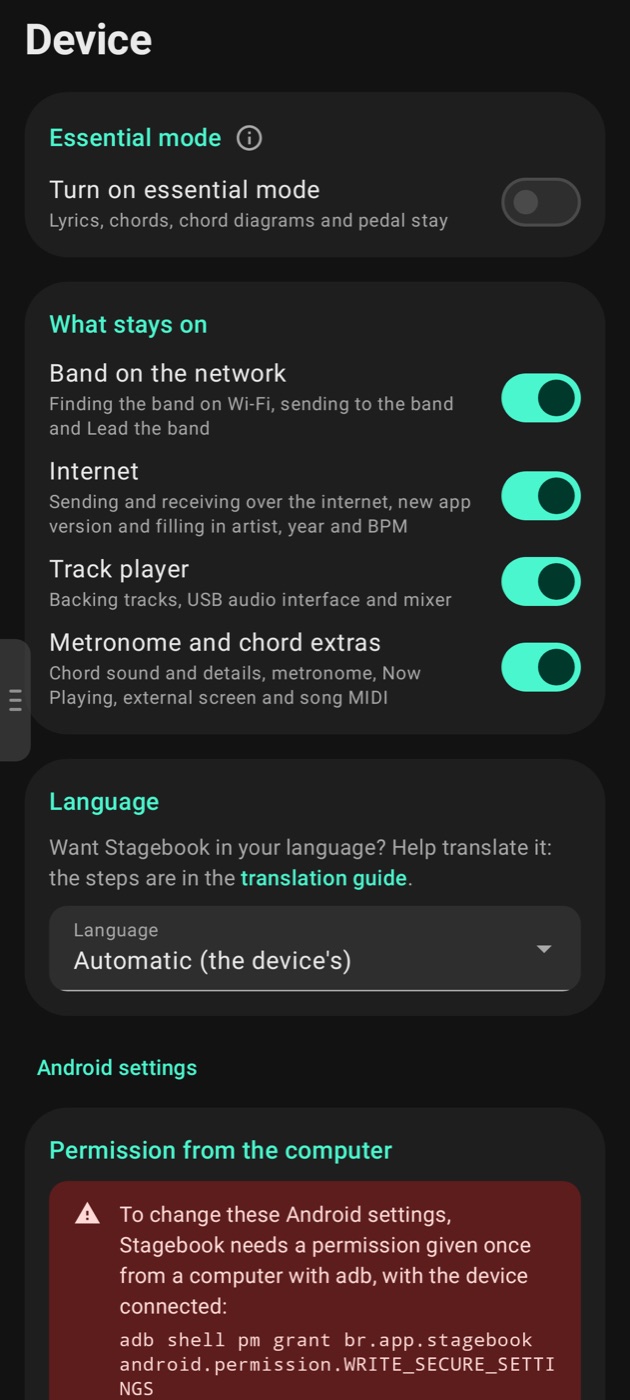 Device
Essential mode
Turn on essential mode
Lyrics, chords, chord diagrams and pedal stay
What stays on
Band on the network
Finding the band on Wi-Fi, sending to the band
and Lead the band
Internet
Sending and receiving over the internet, new app
version and filling in artist, year and BPM
Track player
Backing tracks, USB audio interface and mixer
Metronome and chord extras
Chord sound and details, metronome, Now
Playing, external screen and song MIDI
Language
Want Stagebook in your language? Help translate it:
the steps are in the translation guide.
Language
Automatic (the device's)
Android settings
Permission from the computer
To change these Android settings,
Stagebook needs a permission given once
from a computer with adb, with the device
connected:
adb shell pm grant br.app.stagebook
android.permission.WRITE_SECURE_SETTI
NGS